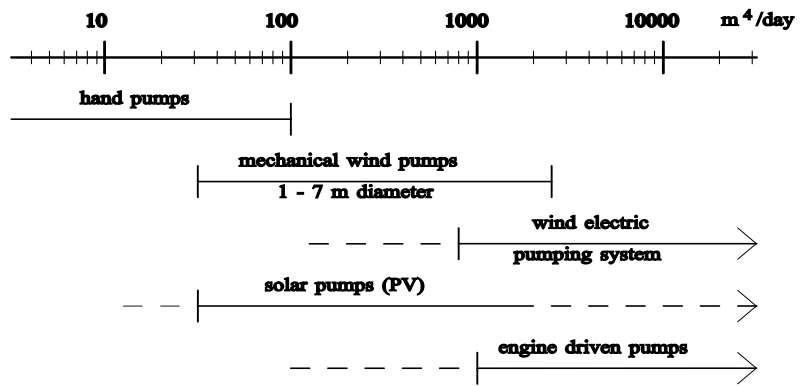 10 100 1000 10000 m⁴/day
hand pumps
mechanical wind pumps
1 - 7 m diameter
wind electric
pumping system
solar pumps (PV)
engine driven pumps